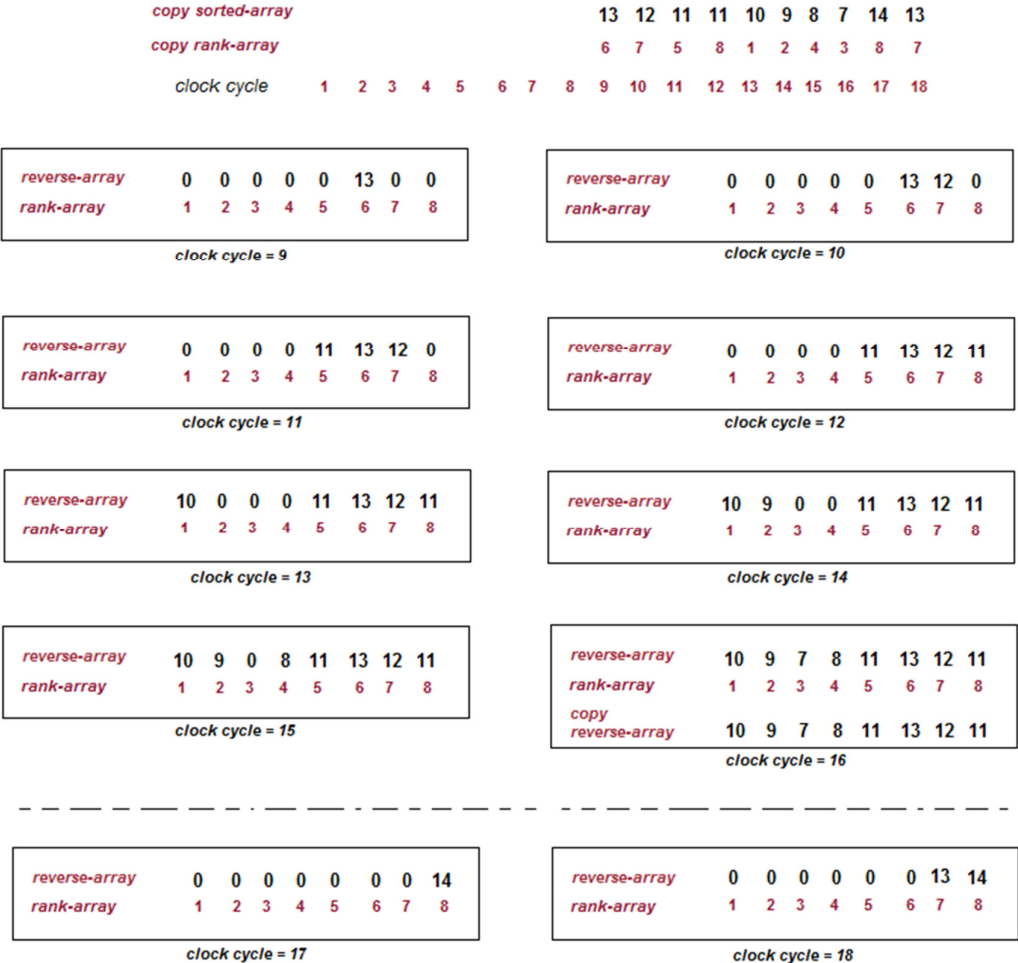 copy sorted-array 13 12 11 11 10 9 8 7 14 13
copy rank-array 6 7 5 8 1 2 4 3 8 7
clock cycle 1 2 3 4 5 6 7 8 9 10 11 12 13 14 15 16 17 18
reverse-array 0 0 0 0 0 13 0 0
rank-array 1 2 3 4 5 6 7 8
clock cycle = 9
reverse-array 0 0 0 0 0 13 12 0
rank-array 1 2 3 4 5 6 7 8
clock cycle = 10
reverse-array 0 0 0 0 11 13 12 0
rank-array 1 2 3 4 5 6 7 8
clock cycle = 11
reverse-array 0 0 0 0 11 13 12 11
rank-array 1 2 3 4 5 6 7 8
clock cycle = 12
reverse-array 10 0 0 0 11 13 12 11
rank-array 1 2 3 4 5 6 7 8
clock cycle = 13
reverse-array 10 9 0 0 11 13 12 11
rank-array 1 2 3 4 5 6 7 8
clock cycle = 14
reverse-array 10 9 0 8 11 13 12 11
rank-array 1 2 3 4 5 6 7 8
clock cycle = 15
reverse-array 10 9 7 8 11 13 12 11
rank-array 1 2 3 4 5 6 7 8
copy
reverse-array 10 9 7 8 11 13 12 11
clock cycle = 16
reverse-array 0 0 0 0 0 0 0 14
rank-array 1 2 3 4 5 6 7 8
clock cycle = 17
reverse-array 0 0 0 0 0 0 13 14
rank-array 1 2 3 4 5 6 7 8
clock cycle = 18